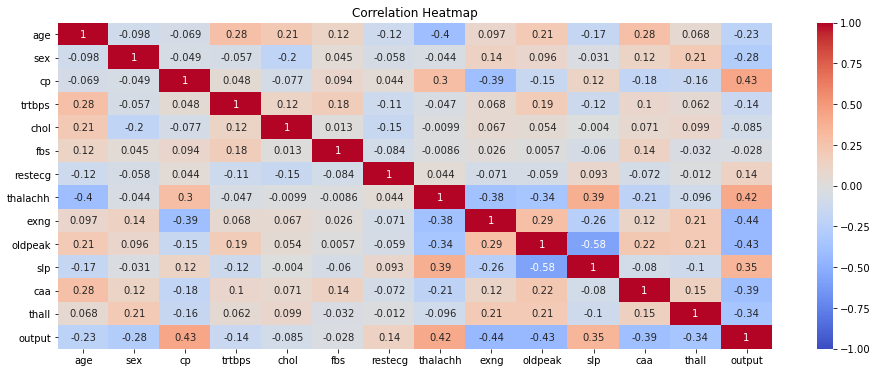 Correlation Heatmap
age 1 -0.098 -0.069 0.28 0.21 0.12 -0.12 -0.4 0.097 0.21 -0.17 0.28 0.068 -0.23
sex -0.098 1 -0.049 -0.057 -0.2 0.045 -0.058 -0.044 0.14 0.096 -0.031 0.12 0.21 -0.28
cp -0.069 -0.049 1 0.048 -0.077 0.094 0.044 0.3 -0.39 -0.15 0.12 -0.18 -0.16 0.43
trtbps 0.28 -0.057 0.048 1 0.12 0.18 -0.11 -0.047 0.068 0.19 -0.12 0.1 0.062 -0.14
chol 0.21 -0.2 -0.077 0.12 1 0.013 -0.15 -0.0099 0.067 0.054 -0.004 0.071 0.099 -0.085
fbs 0.12 0.045 0.094 0.18 0.013 1 -0.084 -0.0086 0.026 0.0057 -0.06 0.14 -0.032 -0.028
restecg -0.12 -0.058 0.044 -0.11 -0.15 -0.084 1 0.044 -0.071 -0.059 0.093 -0.072 -0.012 0.14
thalachh -0.4 -0.044 0.3 -0.047 -0.0099 -0.0086 0.044 1 -0.38 -0.34 0.39 -0.21 -0.096 0.42
exng 0.097 0.14 -0.39 0.068 0.067 0.026 -0.071 -0.38 1 0.29 -0.26 0.12 0.21 -0.44
oldpeak 0.21 0.096 -0.15 0.19 0.054 0.0057 -0.059 -0.34 0.29 1 -0.58 0.22 0.21 -0.43
slp -0.17 -0.031 0.12 -0.12 -0.004 -0.06 0.093 0.39 -0.26 -0.58 1 -0.08 -0.1 0.35
caa 0.28 0.12 -0.18 0.1 0.071 0.14 -0.072 -0.21 0.12 0.22 -0.08 1 0.15 -0.39
thall 0.068 0.21 -0.16 0.062 0.099 -0.032 -0.012 -0.096 0.21 0.21 -0.1 0.15 1 -0.34
output -0.23 -0.28 0.43 -0.14 -0.085 -0.028 0.14 0.42 -0.44 -0.43 0.35 -0.39 -0.34 1
age sex cp trtbps chol fbs restecg thalachh exng oldpeak slp caa thall output
1.00
0.75
0.50
0.25
0.00
-0.25
-0.50
-0.75
-1.00